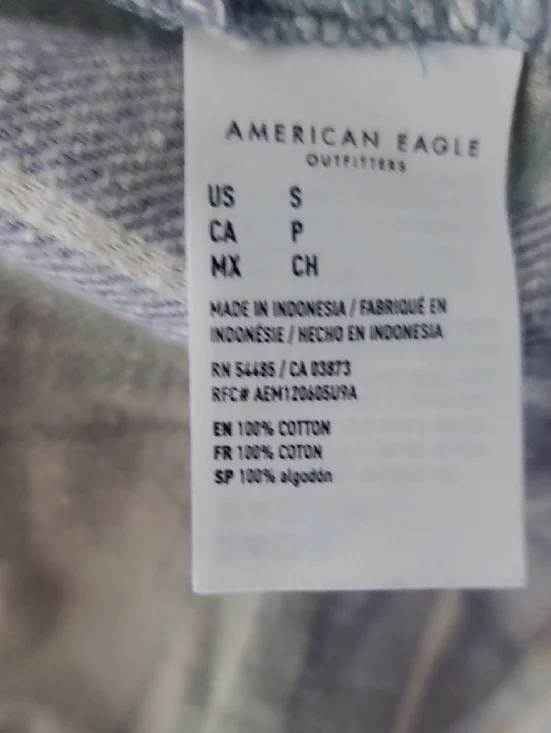 AMERICAN EAGLE
OUTFITTERS
US S
CA P
MX CH
MADE IN INDONESIA / FABRIQUÉ EN
INDONÉSIE / HECHO EN INDONESIA
RN 54485 / CA 03873
RFC# AEM120605U9A
EN 100% COTTON
FR 100% COTON
SP 100% algodón